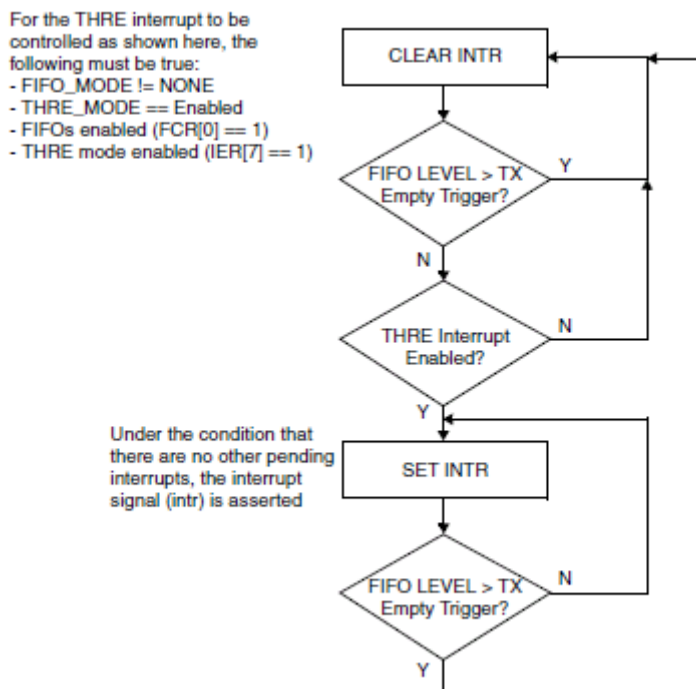 For the THRE interrupt to be
controlled as shown here, the
following must be true:
- FIFO_MODE != NONE
- THRE_MODE == Enabled
- FIFOs enabled (FCR[0] == 1)
- THRE mode enabled (IER[7] == 1)
CLEAR INTR
FIFO LEVEL > TX
Empty Trigger?
Y
N
THRE Interrupt
Enabled?
N
Y
Under the condition that
there are no other pending
interrupts, the interrupt
signal (intr) is asserted
SET INTR
FIFO LEVEL > TX
Empty Trigger?
N
Y